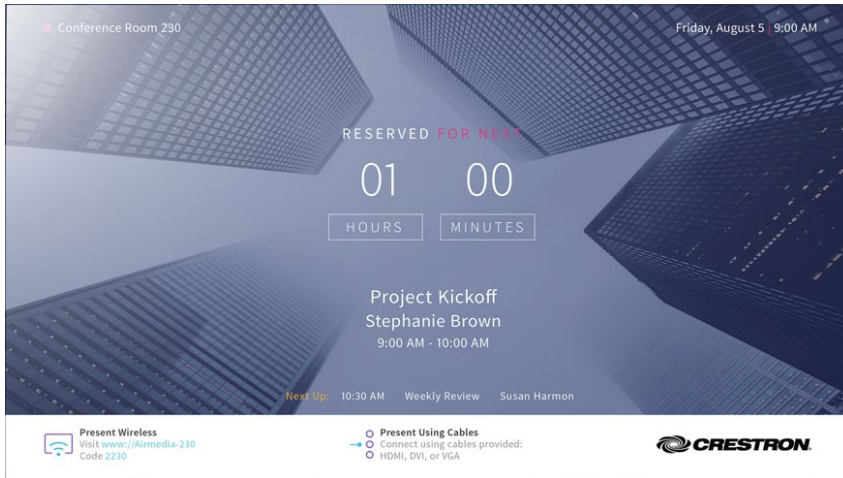 Conference Room 230
Friday, August 5 | 9:00 AM
RESERVED FOR NEXT
01 00
HOURS MINUTES
Project Kickoff
Stephanie Brown
9:00 AM - 10:00 AM
Next Up: 10:30 AM Weekly Review Susan Harmon
Present Wireless
Visit www://Airmedia-230
Code 2230
Present Using Cables
Connect using cables provided:
HDMI, DVI, or VGA
CRESTRON.